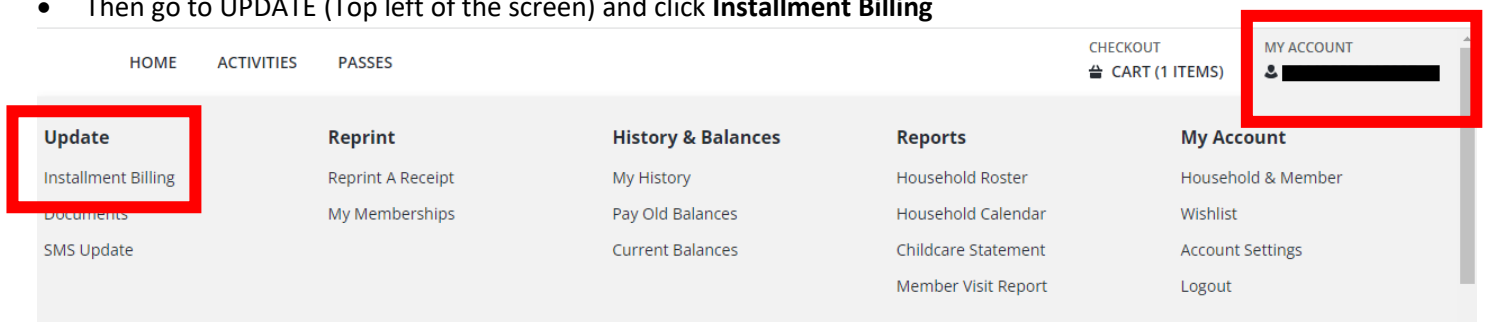 • Then go to UPDATE (Top left of the screen) and click Installment Billing
HOME ACTIVITIES PASSES
CHECKOUT
CART (1 ITEMS)
MY ACCOUNT
Update
Installment Billing
Documents
SMS Update
Reprint
Reprint A Receipt
My Memberships
History & Balances
My History
Pay Old Balances
Current Balances
Reports
Household Roster
Household Calendar
Childcare Statement
Member Visit Report
My Account
Household & Member
Wishlist
Account Settings
Logout